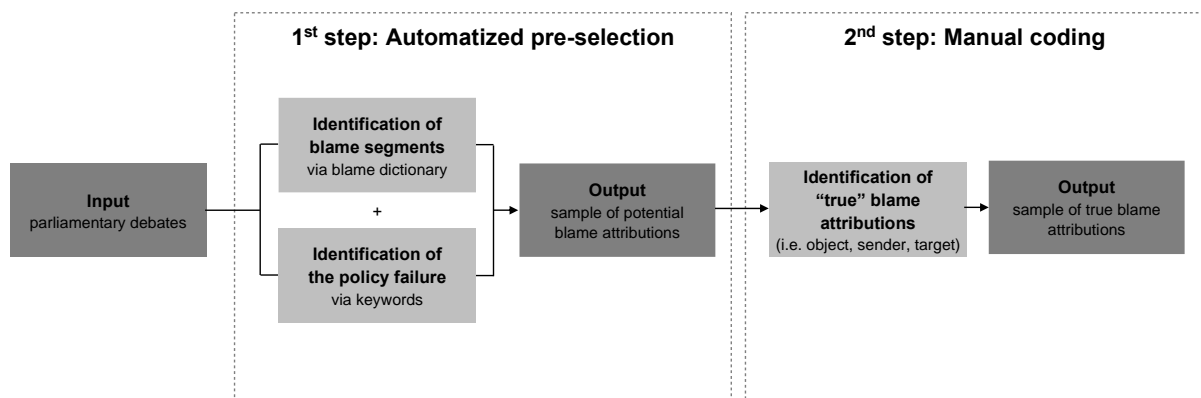 1st step: Automatized pre-selection
2nd step: Manual coding
Input
parliamentary debates
Identification of
blame segments
via blame dictionary
+
Identification of
the policy failure
via keywords
Output
sample of potential
blame attributions
Identification of
“true” blame
attributions
(i.e. object, sender, target)
Output
sample of true blame
attributions